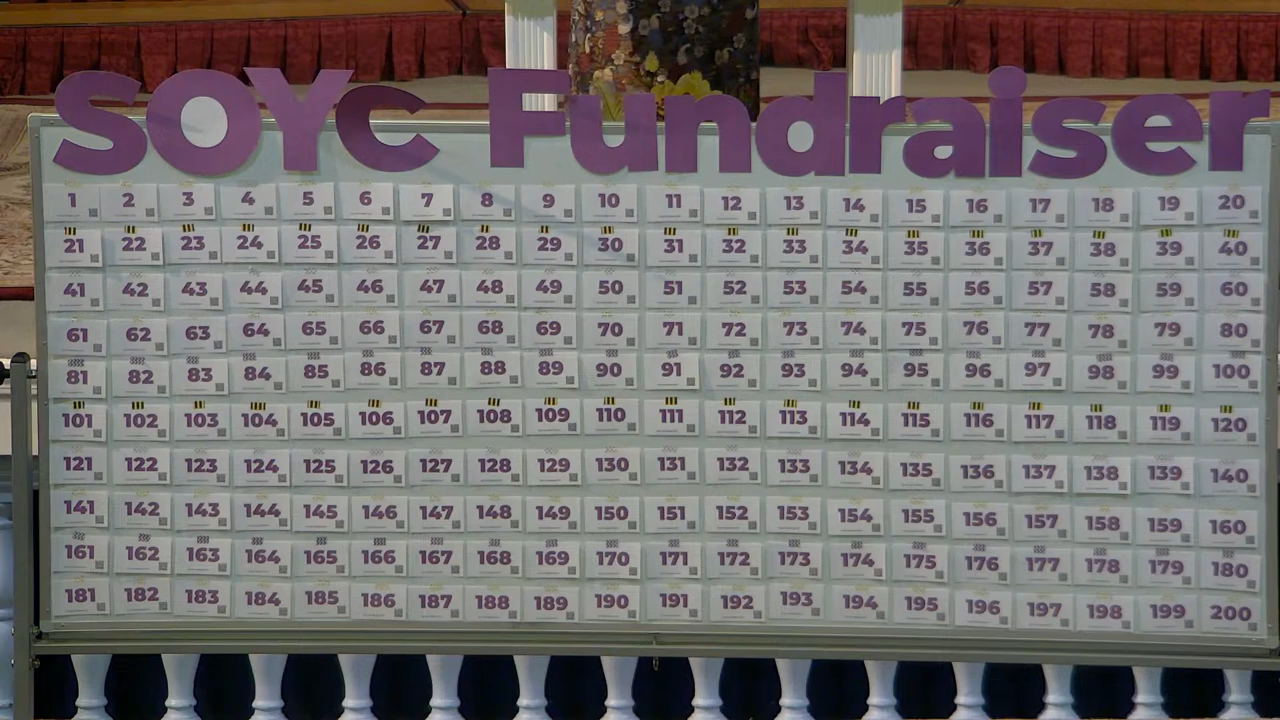 SOYC Fundraiser
1 2 3 4 5 6 7 8 9 10 11 12 13 14 15 16 17 18 19 20
21 22 23 24 25 26 27 28 29 30 31 32 33 34 35 36 37 38 39 40
41 42 43 44 45 46 47 48 49 50 51 52 53 54 55 56 57 58 59 60
61 62 63 64 65 66 67 68 69 70 71 72 73 74 75 76 77 78 79 80
81 82 83 84 85 86 87 88 89 90 91 92 93 94 95 96 97 98 99 100
101 102 103 104 105 106 107 108 109 110 111 112 113 114 115 116 117 118 119 120
121 122 123 124 125 126 127 128 129 130 131 132 133 134 135 136 137 138 139 140
141 142 143 144 145 146 147 148 149 150 151 152 153 154 155 156 157 158 159 160
161 162 163 164 165 166 167 168 169 170 171 172 173 174 175 176 177 178 179 180
181 182 183 184 185 186 187 188 189 190 191 192 193 194 195 196 197 198 199 200